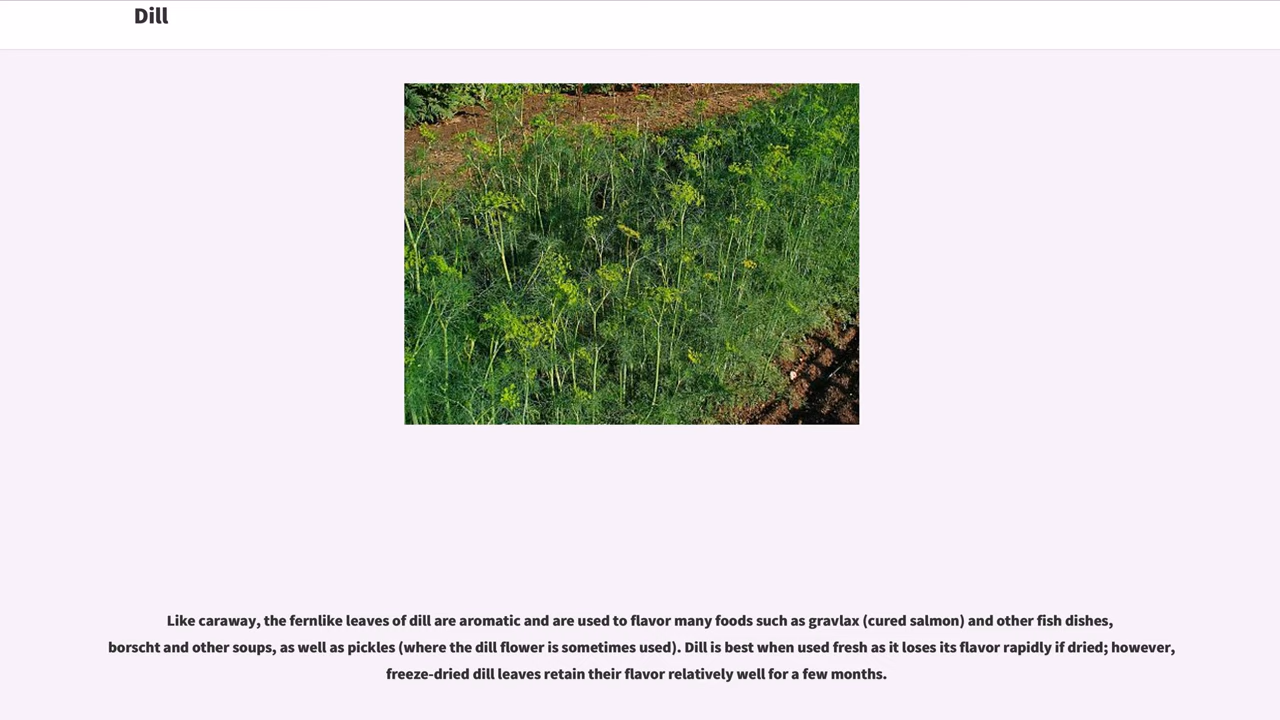 Dill
Like caraway, the fernlike leaves of dill are aromatic and are used to flavor many foods such as gravlax (cured salmon) and other fish dishes,
borscht and other soups, as well as pickles (where the dill flower is sometimes used). Dill is best when used fresh as it loses its flavor rapidly if dried; however,
freeze-dried dill leaves retain their flavor relatively well for a few months.